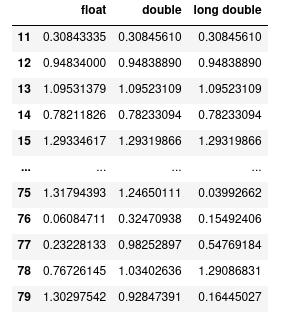 float double long double
11 0.30843335 0.30845610 0.30845610
12 0.94834000 0.94838890 0.94838890
13 1.09531379 1.09523109 1.09523109
14 0.78211826 0.78233094 0.78233094
15 1.29334617 1.29319866 1.29319866
... ... ... ...
75 1.31794393 1.24650111 0.03992662
76 0.06084711 0.32470938 0.15492406
77 0.23228133 0.98252897 0.54769184
78 0.76726145 1.03402636 1.29086831
79 1.30297542 0.92847391 0.16445027